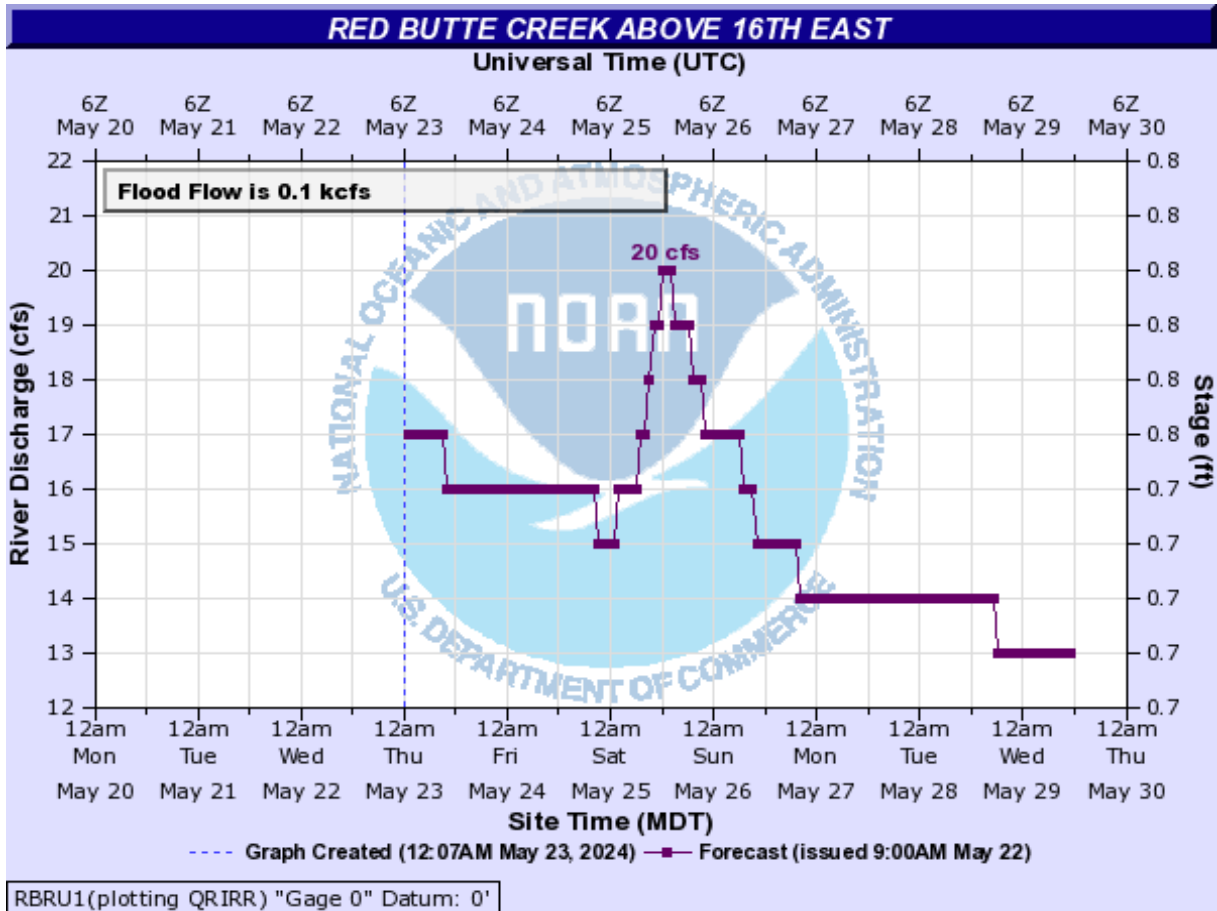 RED BUTTE CREEK ABOVE 16TH EAST
Universal Time (UTC)
6Z 6Z 6Z 6Z 6Z 6Z 6Z 6Z 6Z 6Z 6Z
May 20 May 21 May 22 May 23 May 24 May 25 May 26 May 27 May 28 May 29 May 30
Flood Flow is 0.1 kcfs
River Discharge (cfs)
22
21
20
19
18
17
16
15
14
13
12
20 cfs
NATIONAL OCEANIC AND ATMOSPHERIC ADMINISTRATION
NOAA
U.S. DEPARTMENT OF COMMERCE
0.8
0.8
0.8
0.8
0.8
0.8
0.7
0.7
0.7
0.7
0.7
Stage (ft)
12am 12am 12am 12am 12am 12am 12am 12am 12am 12am 12am
Mon Tue Wed Thu Fri Sat Sun Mon Tue Wed Thu
May 20 May 21 May 22 May 23 May 24 May 25 May 26 May 27 May 28 May 29 May 30
Site Time (MDT)
Graph Created (12:07AM May 23, 2024) Forecast (issued 9:00AM May 22)
RBRU1(plotting QRIRR) "Gage 0" Datum: 0'